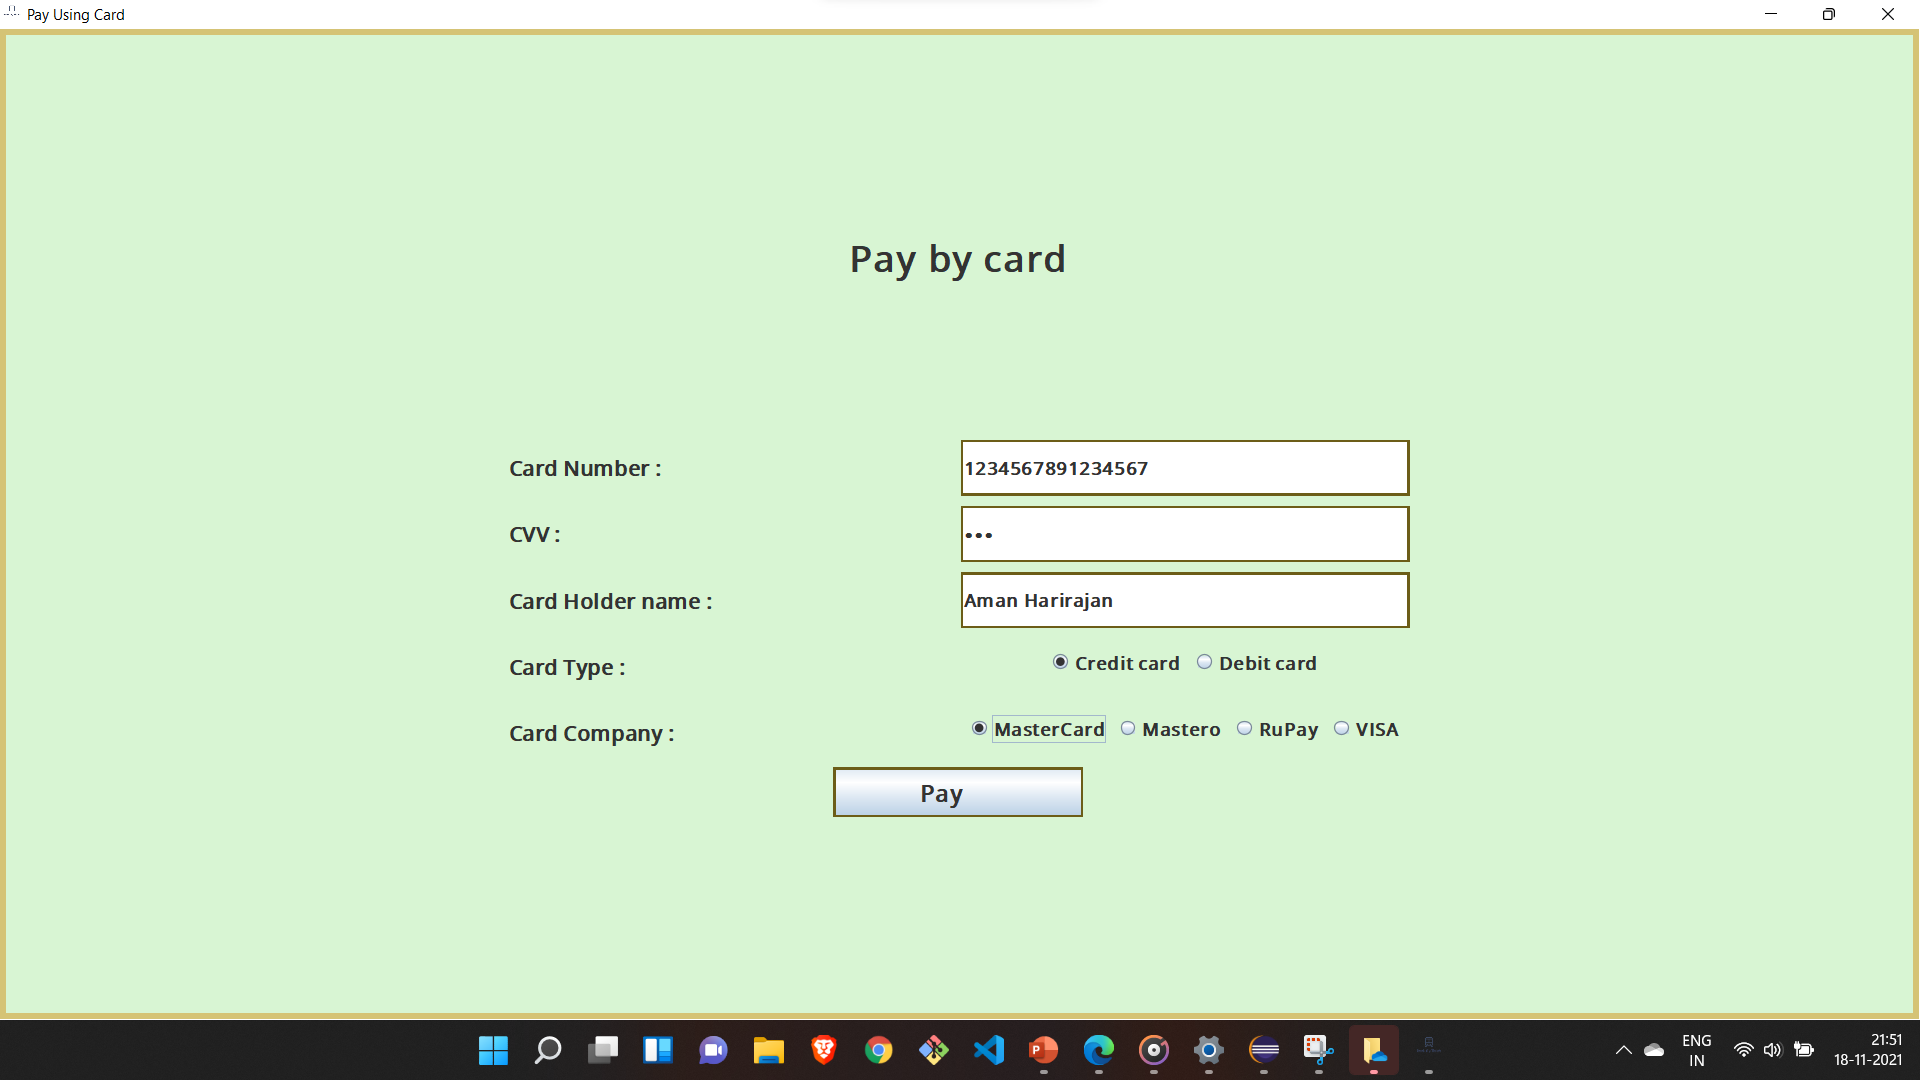 Pay Using Card
Pay by card
Card Number : 1234567891234567
CVV : •••
Card Holder name : Aman Harirajan
Card Type : Credit card Debit card
Card Company : MasterCard Mastero RuPay VISA
Pay
ENG 21:51
IN 18-11-2021